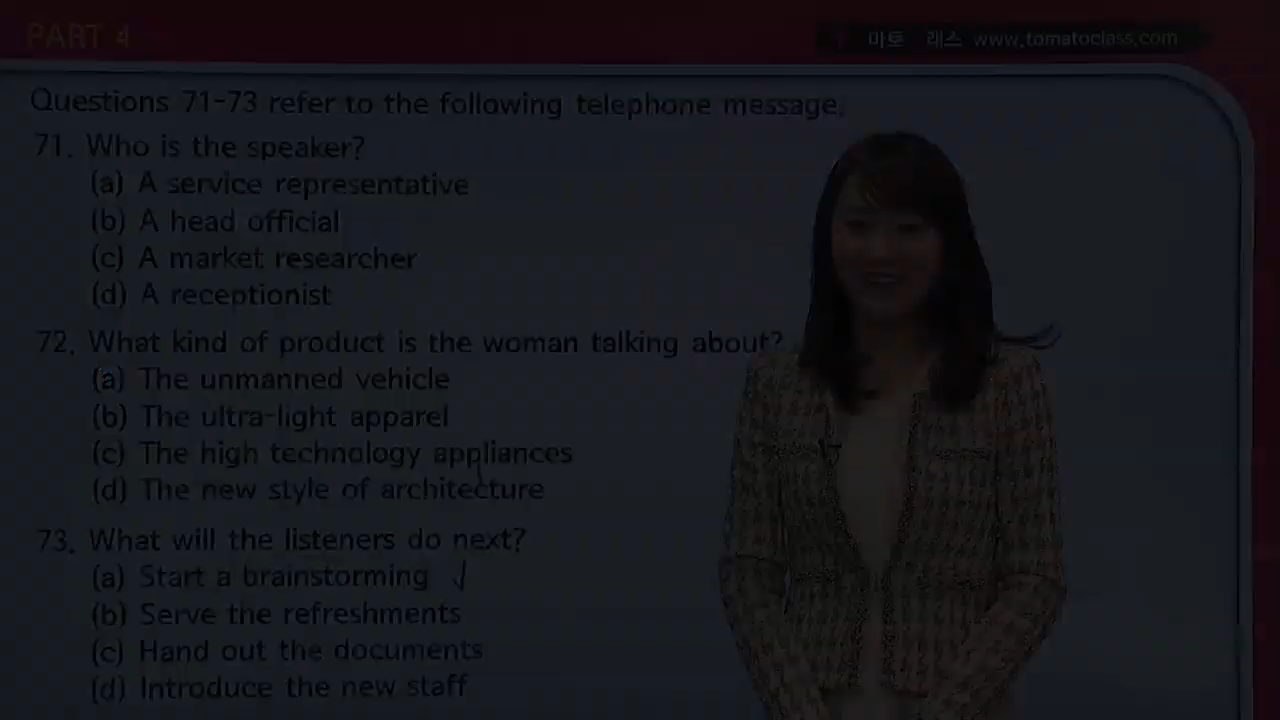 PART 4
마토 래스 www.tomatoclass.com
Questions 71-73 refer to the following telephone message.
71. Who is the speaker?
(a) A service representative
(b) A head official
(c) A market researcher
(d) A receptionist
72. What kind of product is the woman talking about?
(a) The unmanned vehicle
(b) The ultra-light apparel
(c) The high technology appliances
(d) The new style of architecture
73. What will the listeners do next?
(a) Start a brainstorming
(b) Serve the refreshments
(c) Hand out the documents
(d) Introduce the new staff